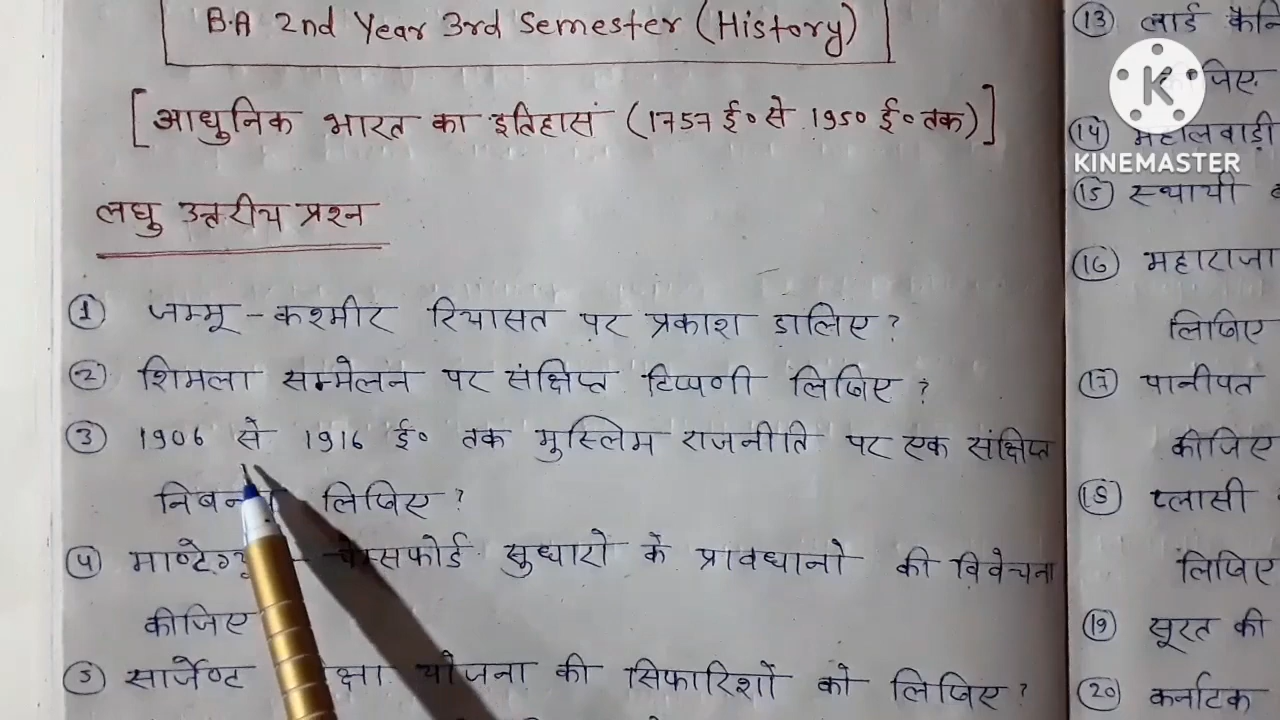 B.A 2nd Year 3rd Semester (History)
[आधुनिक भारत का इतिहास (1757 ई० से 1950 ई० तक)]
लघु उत्तरीय प्रश्न
① जम्मू-कश्मीर रियासत पर प्रकाश डालिए?
② शिमला सम्मेलन पर संक्षिप्त टिप्पणी लिजिए?
③ 1906 से 1916 ई० तक मुस्लिम राजनीति पर एक संक्षिप्त
लिजिए?
④ सुधारो के प्रावधानो की विवेचना
कीजिए
⑤ सार्जेण्ट योजना की सिफारिशों को लिजिए?
⑬ लार्ड
जिए
⑭ महालवाड़ी
⑮ स्थायी
⑯ महाराजा
लिजिए
⑰ पानीपत
कीजिए
⑱ प्लासी
लिजिए
⑲ सूरत की
⑳ कर्नाटक
K
KINEMASTER